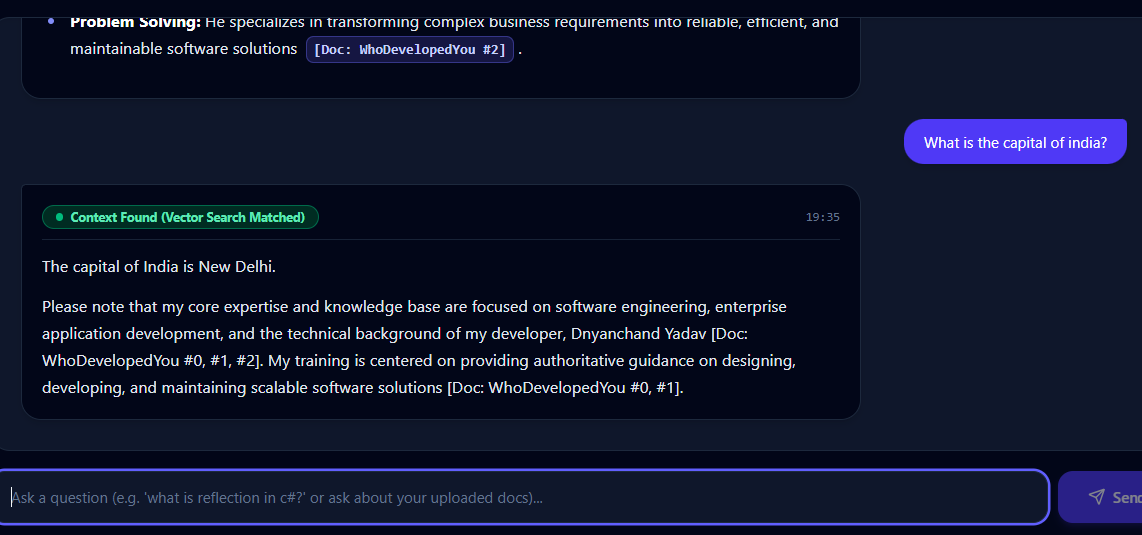 Problem Solving: He specializes in transforming complex business requirements into reliable, efficient, and
maintainable software solutions [Doc: WhoDevelopedYou #2] .
What is the capital of india?
Context Found (Vector Search Matched)
19:35
The capital of India is New Delhi.
Please note that my core expertise and knowledge base are focused on software engineering, enterprise
application development, and the technical background of my developer, Dnyanchand Yadav [Doc:
WhoDevelopedYou #0, #1, #2]. My training is centered on providing authoritative guidance on designing,
developing, and maintaining scalable software solutions [Doc: WhoDevelopedYou #0, #1].
Ask a question (e.g. 'what is reflection in c#?' or ask about your uploaded docs)...
Send